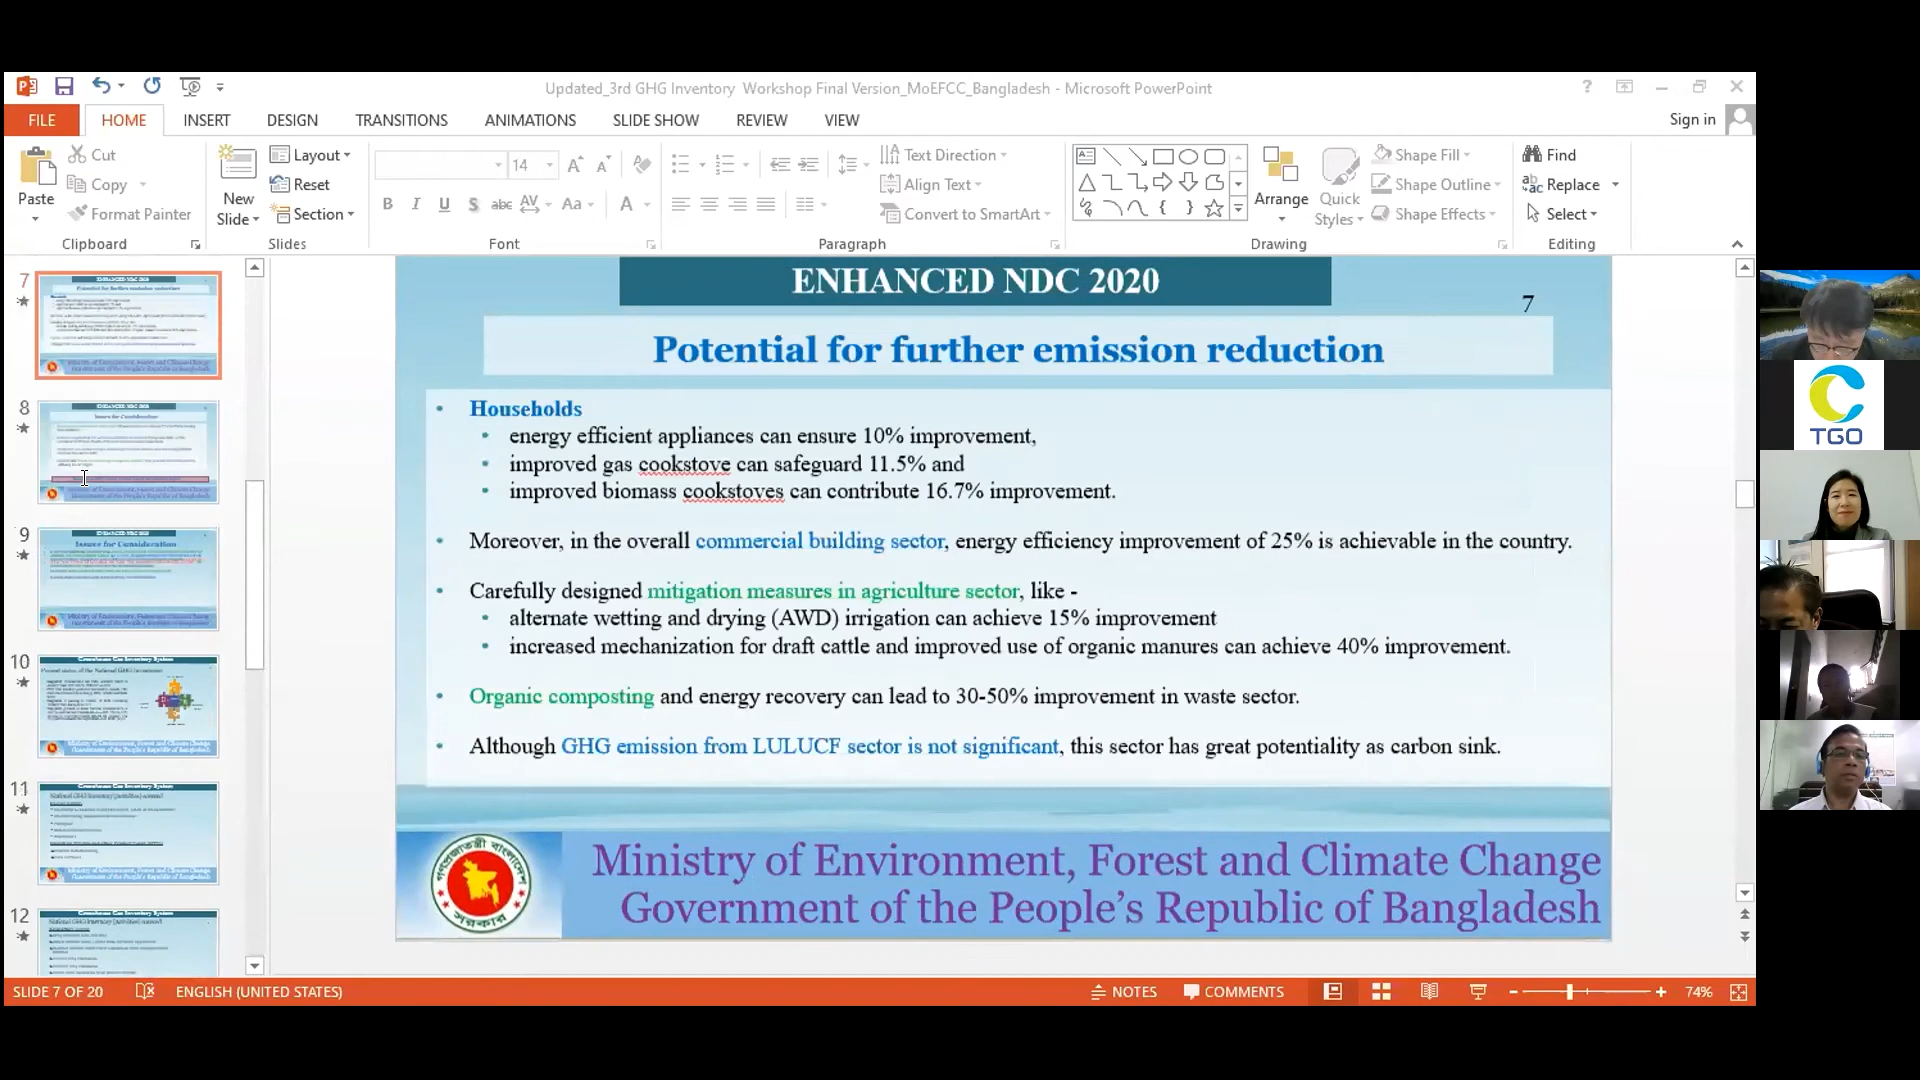 Updated_3rd GHG Inventory Workshop Final Version_MoEFCC_Bangladesh - Microsoft PowerPoint
FILE HOME INSERT DESIGN TRANSITIONS ANIMATIONS SLIDE SHOW REVIEW VIEW Sign in
Paste
Cut
Copy
Format Painter
Clipboard
New Slide
Layout
Reset
Section
Slides
14
B I U S abc AV Aa A
Font
Text Direction
Align Text
Convert to SmartArt
Paragraph
Arrange
Quick Styles
Shape Fill
Shape Outline
Shape Effects
Drawing
Find
Replace
Select
Editing
7
8
9
Issues for Consideration
10
11
12
ENHANCED NDC 2020
7
Potential for further emission reduction
• Households
• energy efficient appliances can ensure 10% improvement,
• improved gas cookstove can safeguard 11.5% and
• improved biomass cookstoves can contribute 16.7% improvement.
• Moreover, in the overall commercial building sector, energy efficiency improvement of 25% is achievable in the country.
• Carefully designed mitigation measures in agriculture sector, like -
• alternate wetting and drying (AWD) irrigation can achieve 15% improvement
• increased mechanization for draft cattle and improved use of organic manures can achieve 40% improvement.
• Organic composting and energy recovery can lead to 30-50% improvement in waste sector.
• Although GHG emission from LULUCF sector is not significant, this sector has great potentiality as carbon sink.
গণপ্রজাতন্ত্রী বাংলাদেশ
সরকার
Ministry of Environment, Forest and Climate Change
Government of the People's Republic of Bangladesh
TGO
SLIDE 7 OF 20 ENGLISH (UNITED STATES) NOTES COMMENTS 74%